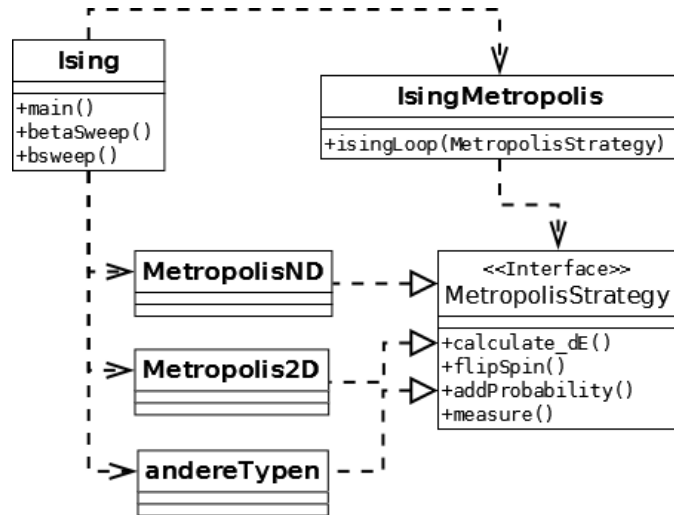 Ising
+main()
+betaSweep()
+bsweep()
IsingMetropolis
+isingLoop(MetropolisStrategy)
MetropolisND
Metropolis2D
andereTypen
<<Interface>>
MetropolisStrategy
+calculate_dE()
+flipSpin()
+addProbability()
+measure()